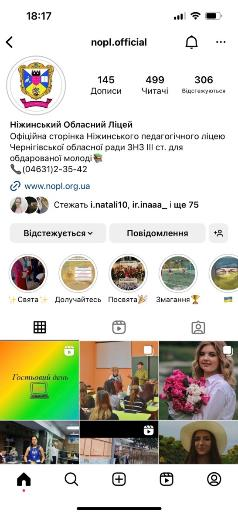 18:17
nopl.official
145
499
306
Дописи
Читачі
Відстежуються
Ніжинський Обласний Ліцей
Офіційна сторінка Ніжинського педагогічного ліцею
Чернігівської обласної ради ЗНЗ ІІІ ст. для
обдарованої молоді📚
📞(04631)2-35-42
www.nopl.org.ua
Стежать i.natali10, ir.inaaa_ і ще 75
Відстежується
Повідомлення
✨Свята✨
Долучайтесь
Посвята🎉
Змагання🏆
🇺🇦
Гостьовий день